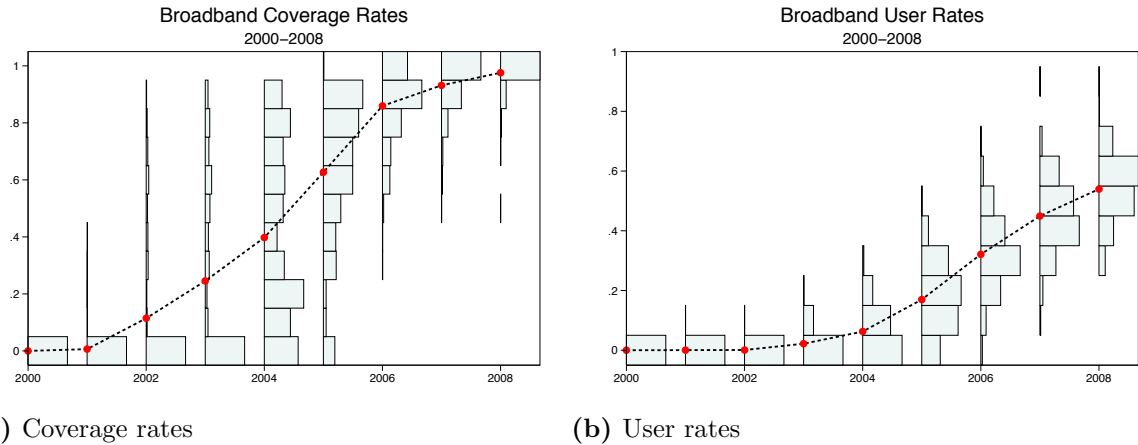 Broadband Coverage Rates
2000–2008
1
.8
.6
.4
.2
0
2000 2002 2004 2006 2008
) Coverage rates
Broadband User Rates
2000–2008
1
.8
.6
.4
.2
0
2000 2002 2004 2006 2008
(b) User rates